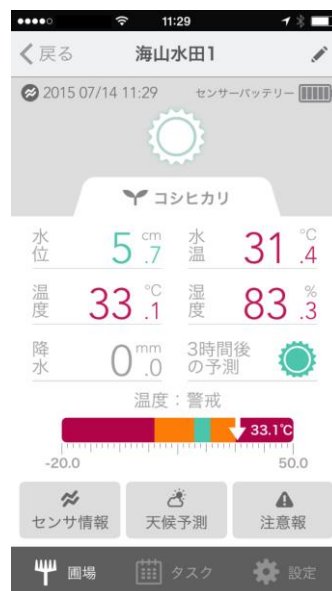 11:29
戻る
海山水田1
2015 07/14 11:29
センサーバッテリー
コシヒカリ
水位 5.7 cm
水温 31.4 °C
温度 33.1 °C
湿度 83.3 %
降水 0.0 mm
3時間後の予測
温度：警戒
33.1℃
-20.0
50.0
センサ情報
天候予測
注意報
圃場
タスク
設定